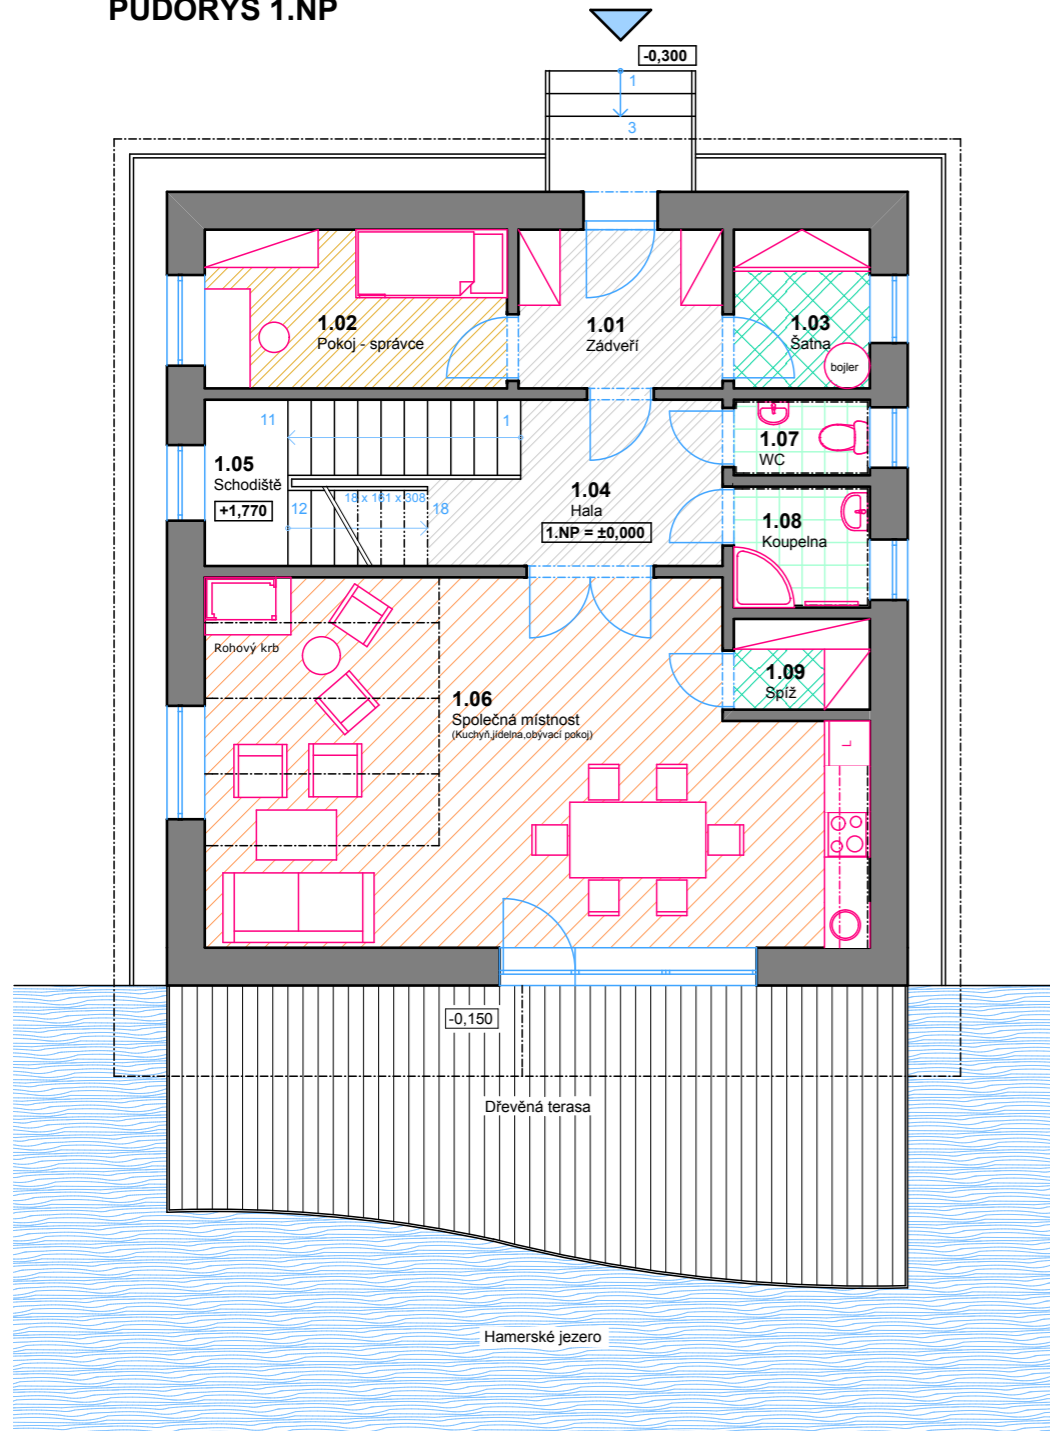 PŮDORYS 1.NP
-0,300
1
3
1.02
Pokoj - správce
1.01
Zádveří
1.03
Šatna
bojler
11
1
1.05
Schodiště
+1,770
12
18 x 161 x 308
18
1.04
Hala
1.NP = ±0,000
1.07
WC
1.08
Koupelna
Rohový krb
1.06
Společná místnost
(Kuchyň,jídelna,obývací pokoj)
1.09
Spíž
L
-0,150
Dřevěná terasa
Hamerské jezero